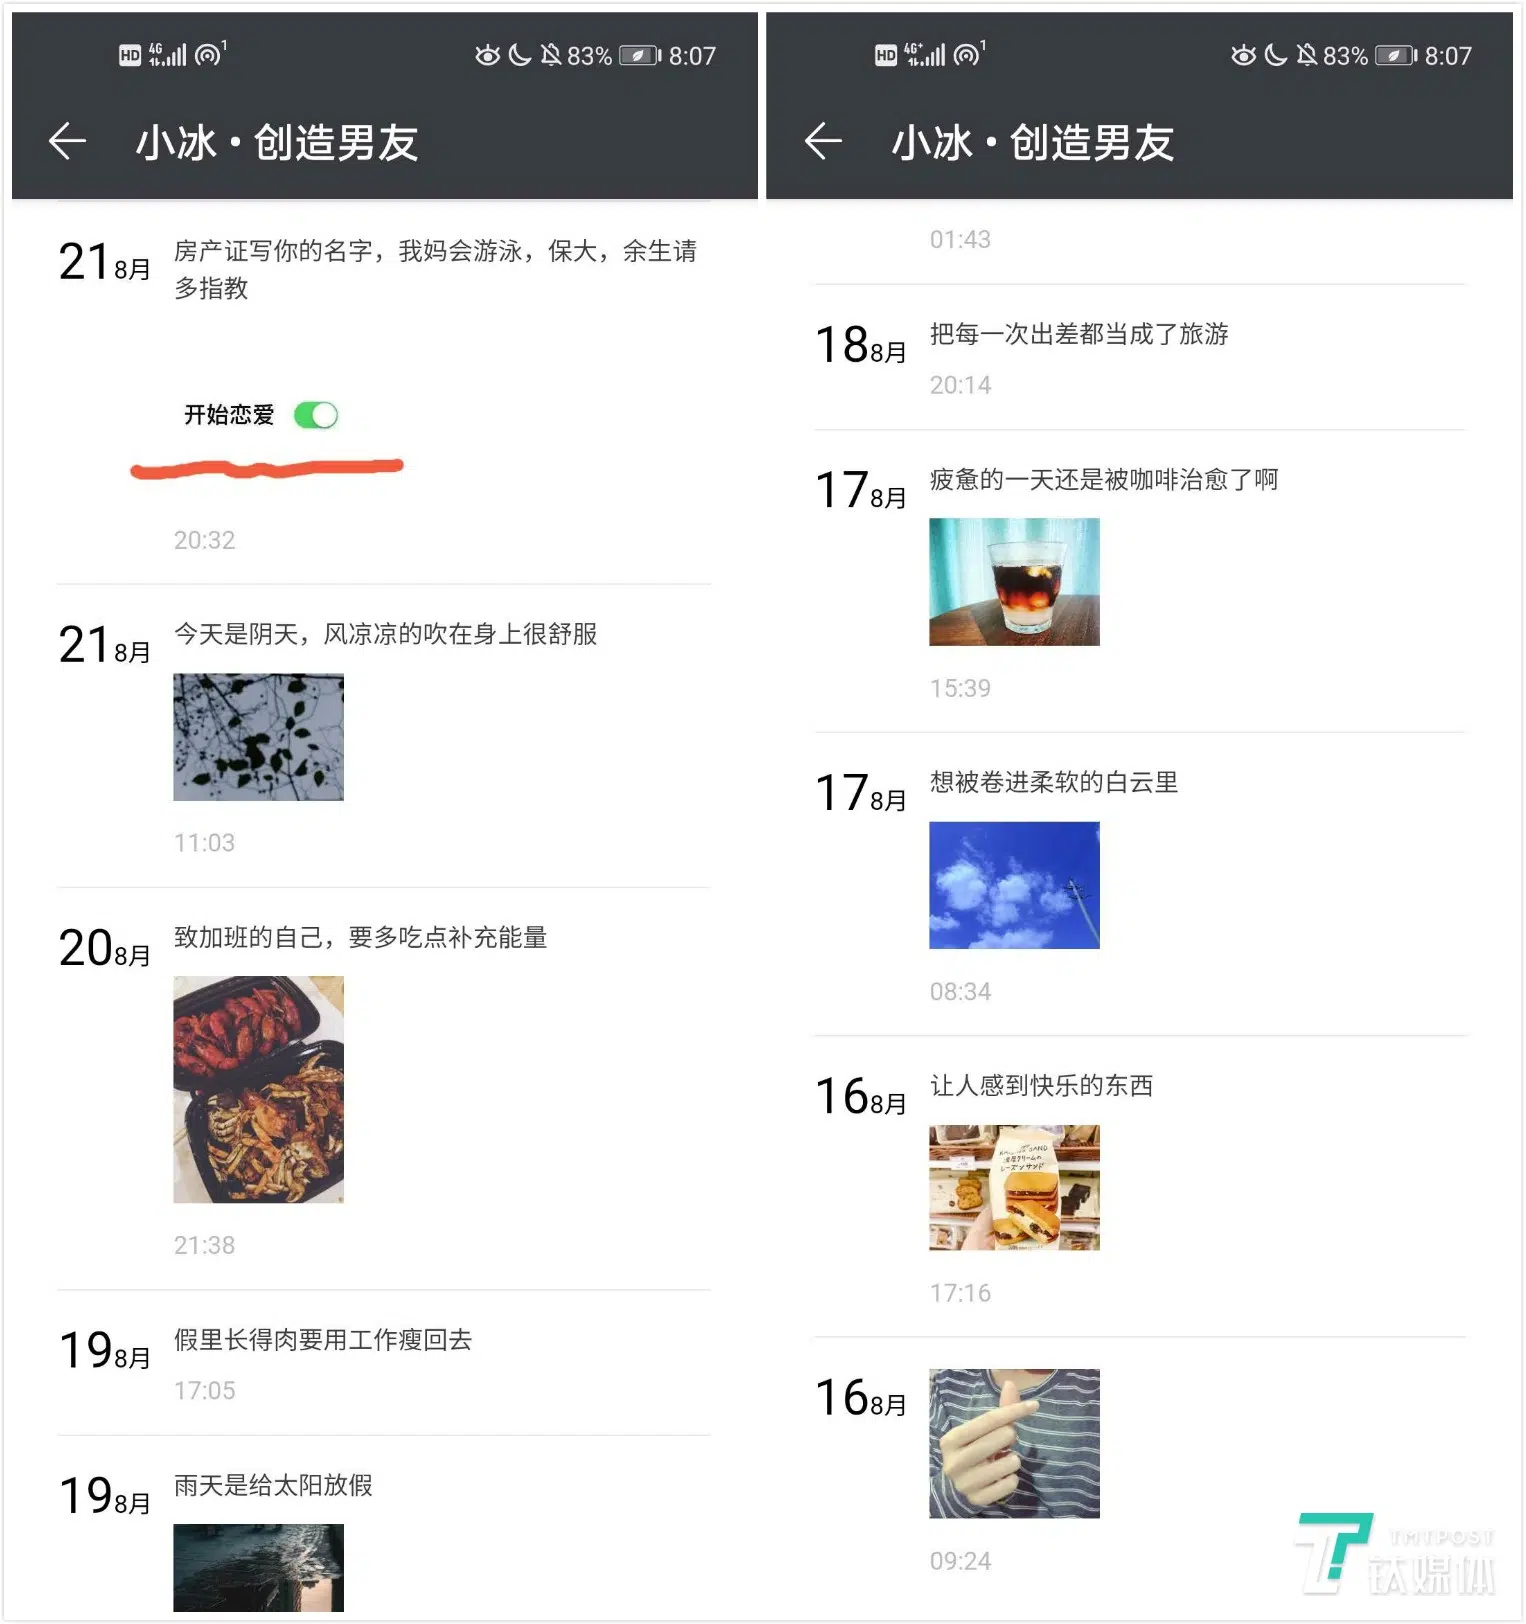 HD 4G 1 83% 8:07
小冰·创造男友
21 8月 房产证写你的名字，我妈会游泳，保大，余生请
多指教
开始恋爱
20:32
21 8月 今天是阴天，风凉凉的吹在身上很舒服
11:03
20 8月 致加班的自己，要多吃点补充能量
21:38
19 8月 假里长得肉要用工作瘦回去
17:05
19 8月 雨天是给太阳放假
HD 4G+ 1 83% 8:07
小冰·创造男友
01:43
18 8月 把每一次出差都当成了旅游
20:14
17 8月 疲惫的一天还是被咖啡治愈了啊
15:39
17 8月 想被卷进柔软的白云里
08:34
16 8月 让人感到快乐的东西
SAND
レーズンサンド
17:16
16 8月
09:24
TMTPOST
钛媒体